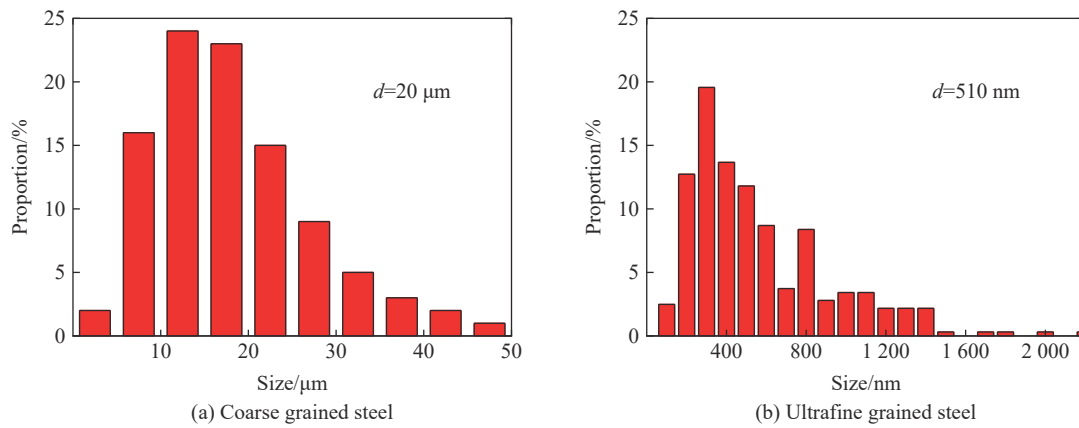 25
20
15
10
5
0
Proportion/%
d=20 μm
10 20 30 40 50
Size/μm
(a) Coarse grained steel
25
20
15
10
5
0
Proportion/%
d=510 nm
400 800 1 200 1 600 2 000
Size/nm
(b) Ultrafine grained steel